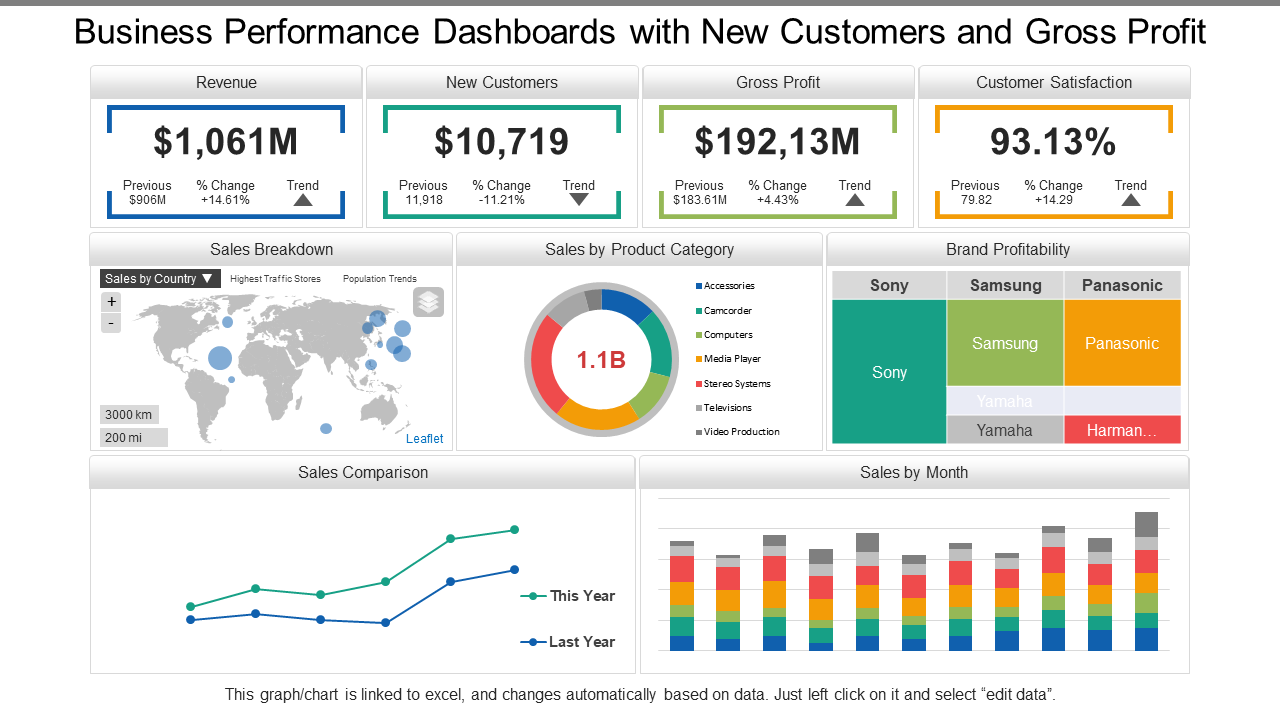 Business Performance Dashboards with New Customers and Gross Profit
Revenue
$1,061M
Previous % Change Trend
$906M +14.61%
New Customers
$10,719
Previous % Change Trend
11,918 -11.21%
Gross Profit
$192,13M
Previous % Change Trend
$183.61M +4.43%
Customer Satisfaction
93.13%
Previous % Change Trend
79.82 +14.29
Sales Breakdown
Sales by Country Highest Traffic Stores Population Trends
+
-
3000 km
200 mi
Leaflet
Sales by Product Category
1.1B
Accessories
Camcorder
Computers
Media Player
Stereo Systems
Televisions
Video Production
Brand Profitability
Sony Samsung Panasonic
Sony
Samsung
Panasonic
Yamaha
Yamaha
Harman…
Sales Comparison
This Year
Last Year
Sales by Month
This graph/chart is linked to excel, and changes automatically based on data. Just left click on it and select “edit data”.